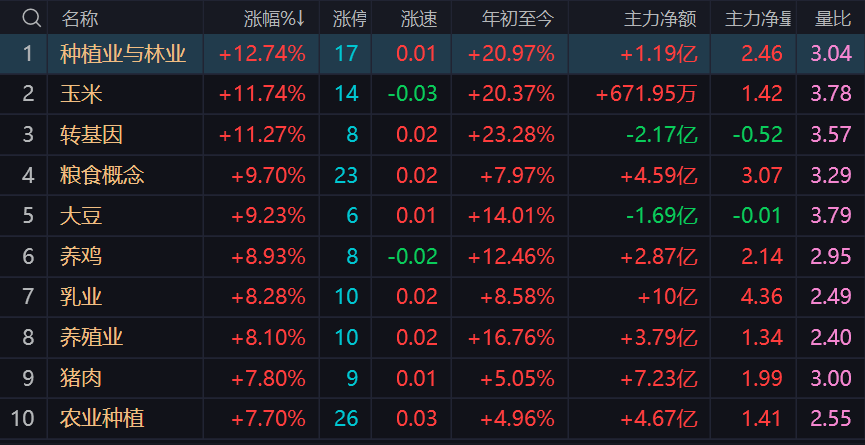 名称 涨幅%↓ 涨停 涨速 年初至今 主力净额 主力净量 量比
1 种植业与林业 +12.74% 17 0.01 +20.97% +1.19亿 2.46 3.04
2 玉米 +11.74% 14 -0.03 +20.37% +671.95万 1.42 3.78
3 转基因 +11.27% 8 0.02 +23.28% -2.17亿 -0.52 3.57
4 粮食概念 +9.70% 23 0.02 +7.97% +4.59亿 3.07 3.29
5 大豆 +9.23% 6 0.01 +14.01% -1.69亿 -0.01 3.79
6 养鸡 +8.93% 8 -0.02 +12.46% +2.87亿 2.14 2.95
7 乳业 +8.28% 10 0.02 +8.58% +10亿 4.36 2.49
8 养殖业 +8.10% 10 0.02 +16.76% +3.79亿 1.34 2.40
9 猪肉 +7.80% 9 0.01 +5.05% +7.23亿 1.99 3.00
10 农业种植 +7.70% 26 0.03 +4.96% +4.67亿 1.41 2.55